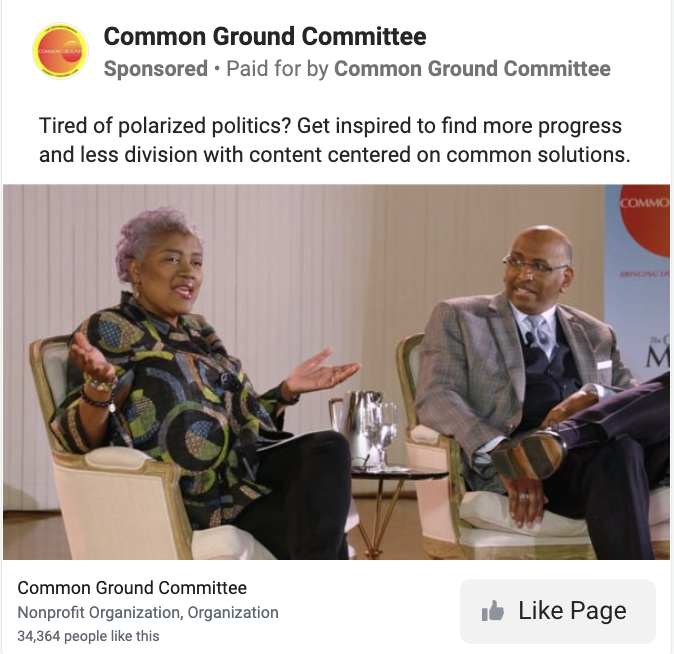 Common Ground Committee
Sponsored • Paid for by Common Ground Committee
COMMON GROUND
Tired of polarized politics? Get inspired to find more progress
and less division with content centered on common solutions.
COMMO
BRINGING
The
M
Common Ground Committee
Nonprofit Organization, Organization
34,364 people like this
Like Page